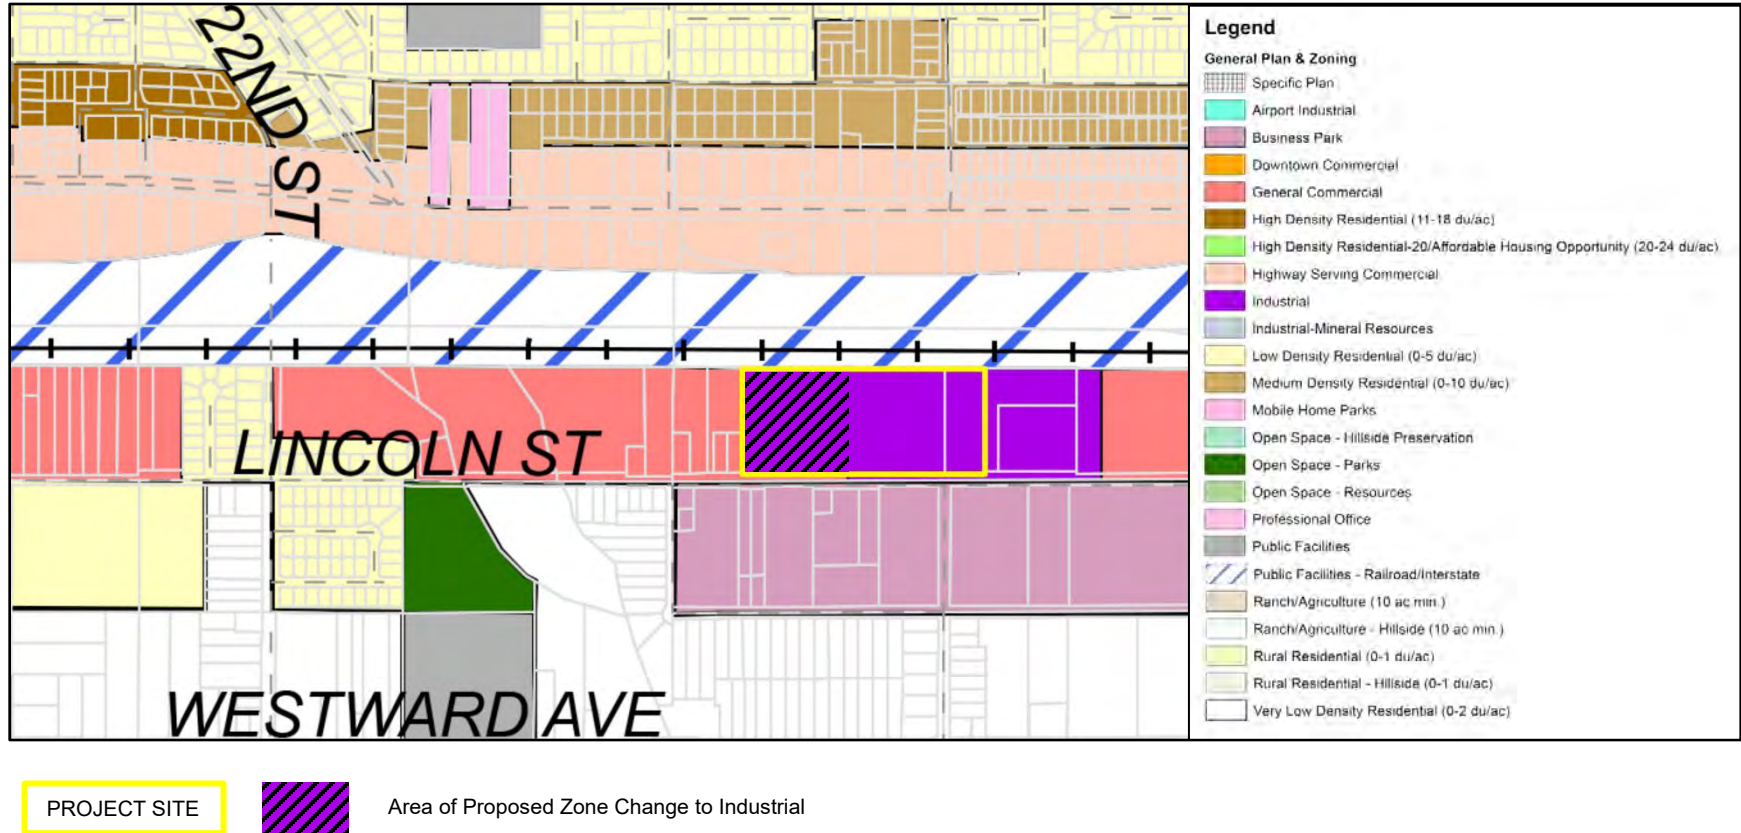 22ND ST
LINCOLN ST
WESTWARD AVE
Legend
General Plan & Zoning
Specific Plan
Airport Industrial
Business Park
Downtown Commercial
General Commercial
High Density Residential (11-18 du/ac)
High Density Residential-20/Affordable Housing Opportunity (20-24 du/ac)
Highway Serving Commercial
Industrial
Industrial-Mineral Resources
Low Density Residential (0-5 du/ac)
Medium Density Residential (0-10 du/ac)
Mobile Home Parks
Open Space - Hillside Preservation
Open Space - Parks
Open Space - Resources
Professional Office
Public Facilities
Public Facilities - Railroad/Interstate
Ranch/Agriculture (10 ac min.)
Ranch/Agriculture - Hillside (10 ac min.)
Rural Residential (0-1 du/ac)
Rural Residential - Hillside (0-1 du/ac)
Very Low Density Residential (0-2 du/ac)
PROJECT SITE
Area of Proposed Zone Change to Industrial